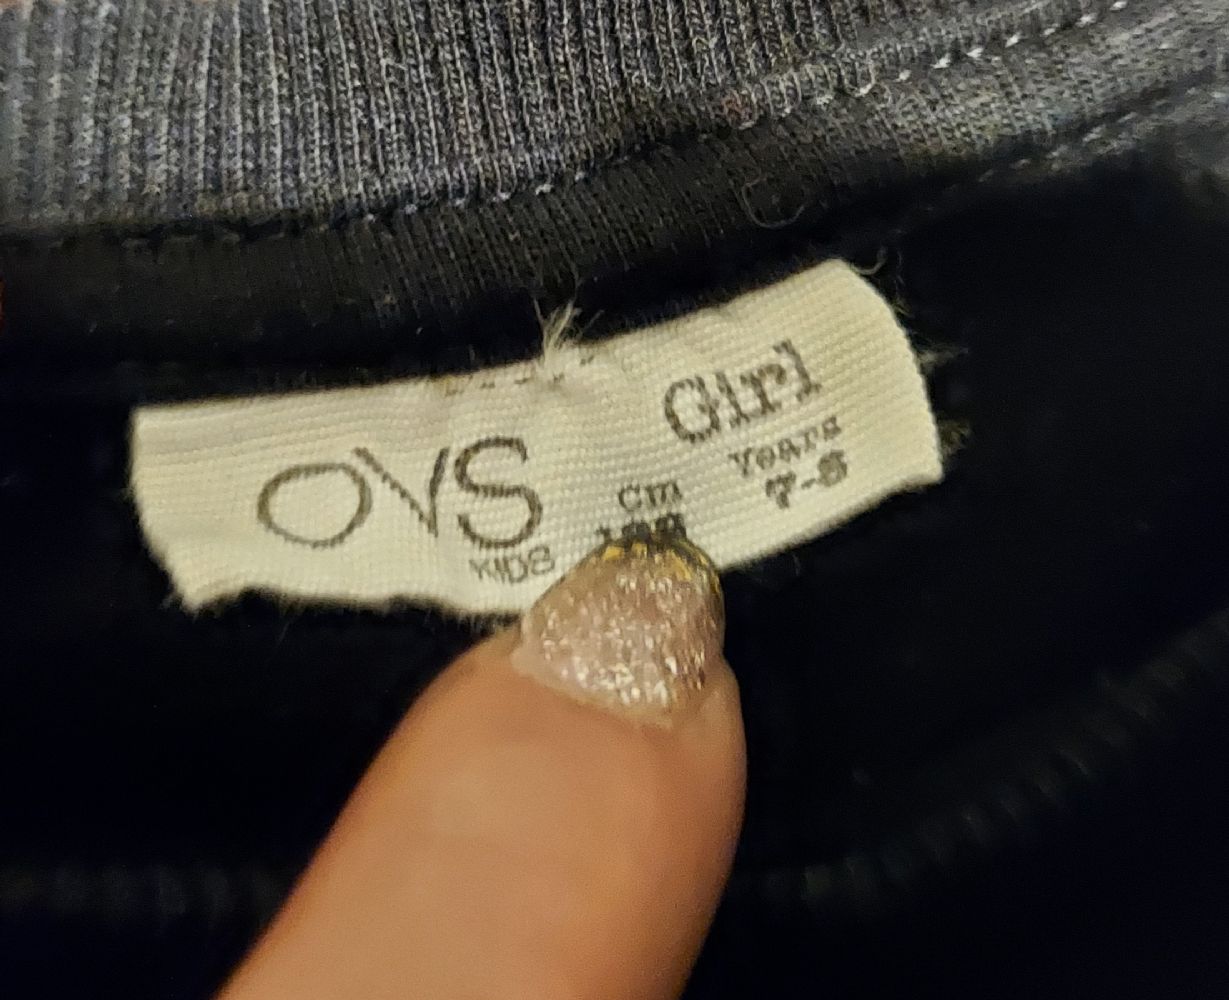 OVS
KIDS
Girl
cm
Years
7-8